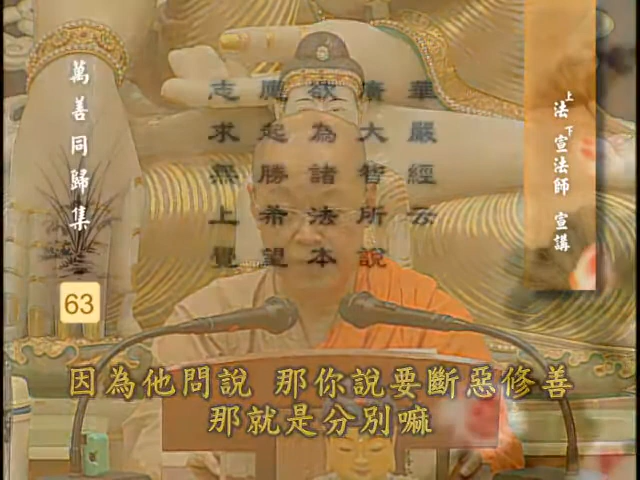 上法下宣法師 宣講
華嚴經云
廣大智所說
欲為諸法本
應起勝希望
志求無上覺
萬善同歸集
63
因為他問說 那你說要斷惡修善
那就是分別嘛